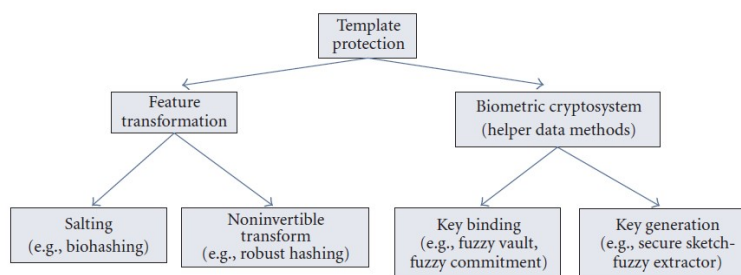 Template
protection
Feature
transformation
Biometric cryptosystem
(helper data methods)
Salting
(e.g., biohashing)
Noninvertible
transform
(e.g., robust hashing)
Key binding
(e.g., fuzzy vault,
fuzzy commitment)
Key generation
(e.g., secure sketch-
fuzzy extractor)